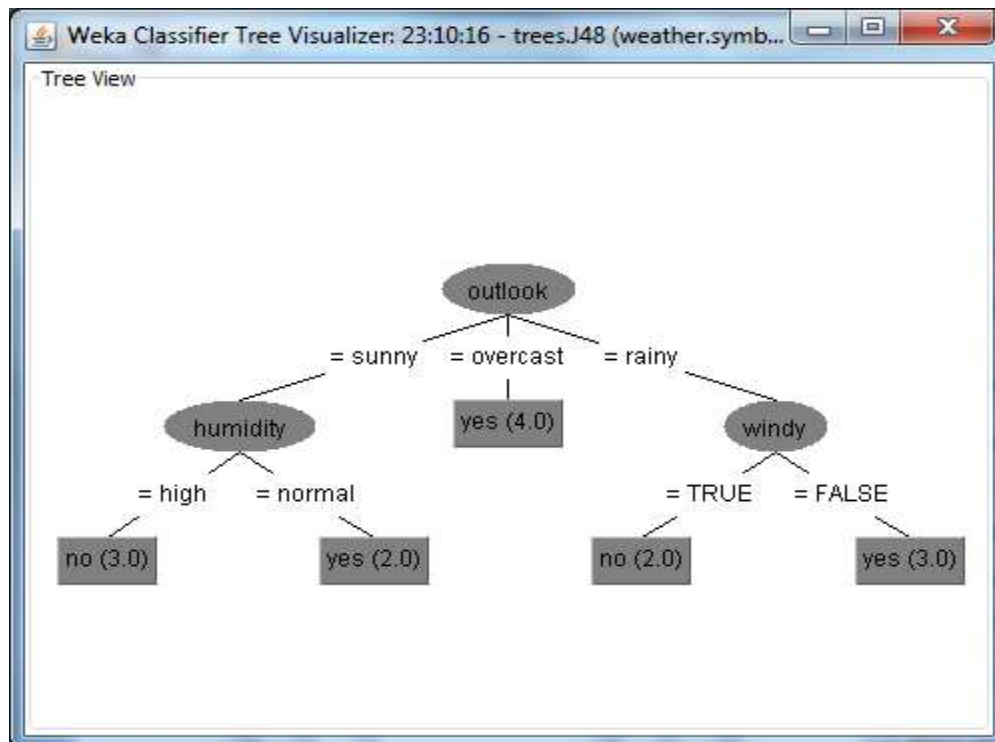 Weka Classifier Tree Visualizer: 23:10:16 - trees.J48 (weather.symb...
Tree View
outlook
= sunny = overcast = rainy
humidity yes (4.0) windy
= high = normal = TRUE = FALSE
no (3.0) yes (2.0) no (2.0) yes (3.0)